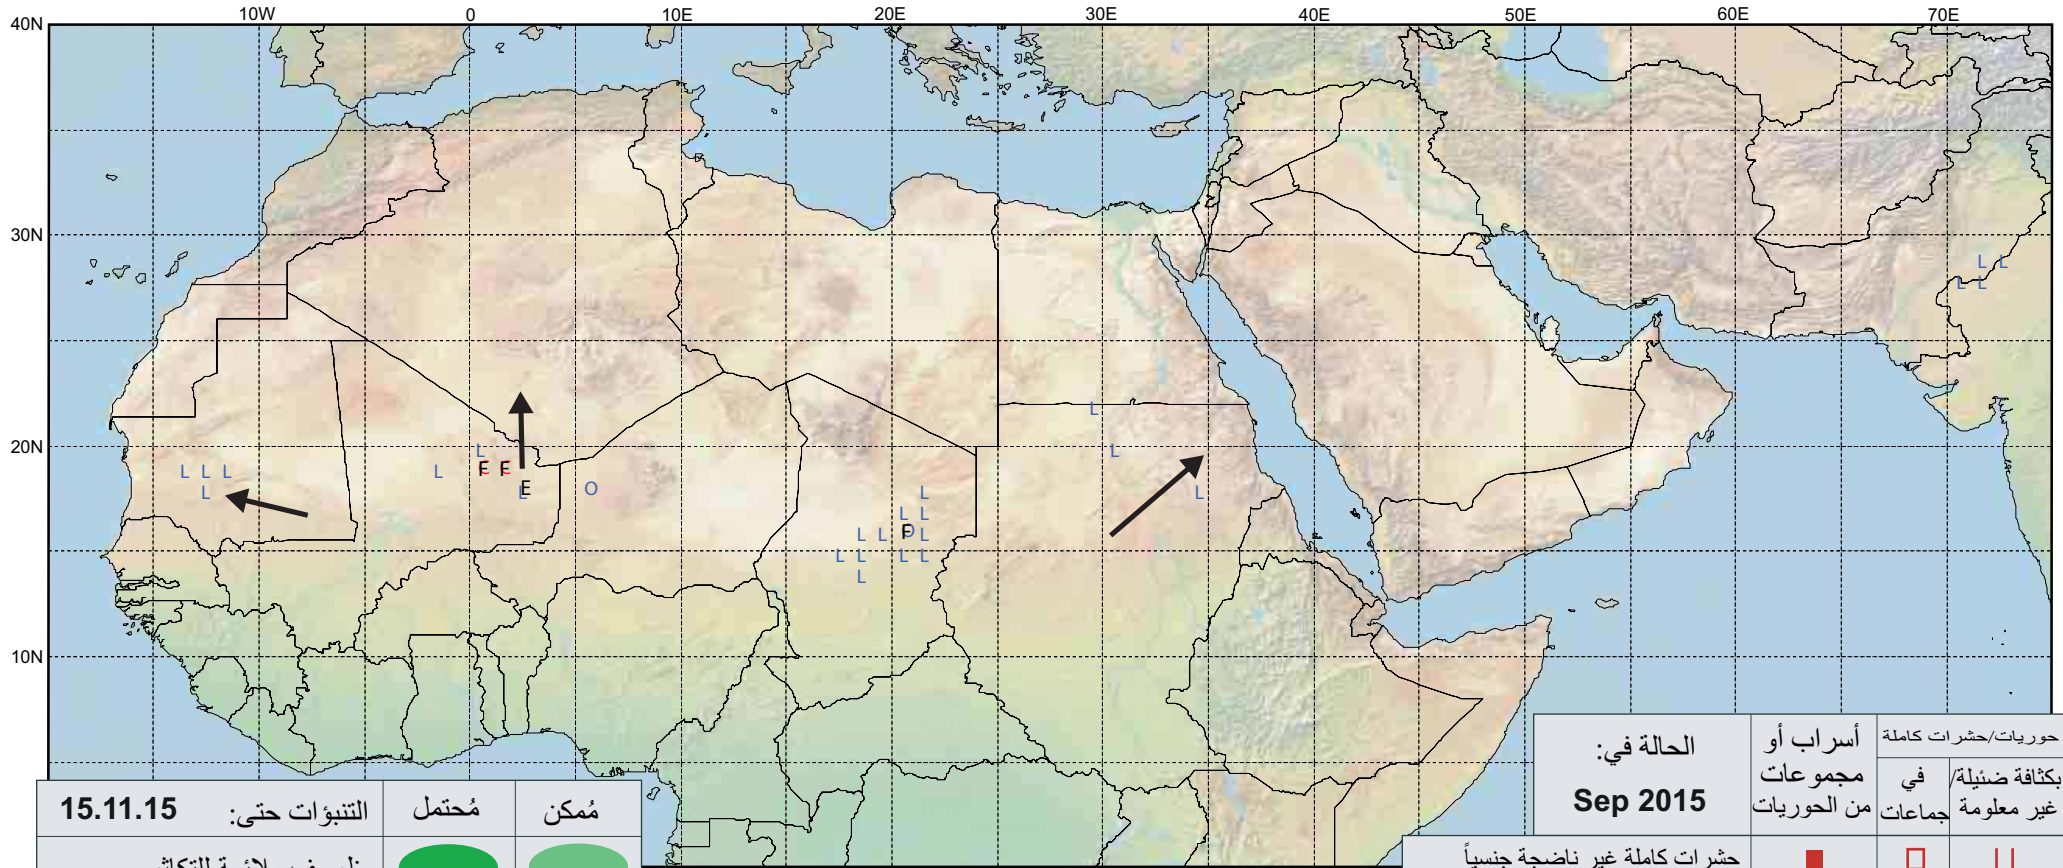 10W 0 10E 20E 30E 40E 50E 60E 70E
40N
30N
L L
L L
L
20N
L
L
F F
L L L
L
L
E
L
O
L
L
L
L L
F O
L L L
L L L L
L
10N
الحالة في:
Sep 2015
أسراب أو
مجموعات
من الحوريات
حوريات/حشرات كاملة
في
جماعات
بكثافة ضئيلة/
غير معلومة
حشرات كاملة غير ناضجة جنسياً
التنبؤات حتى: 15.11.15
مُحتمل
مُمكن